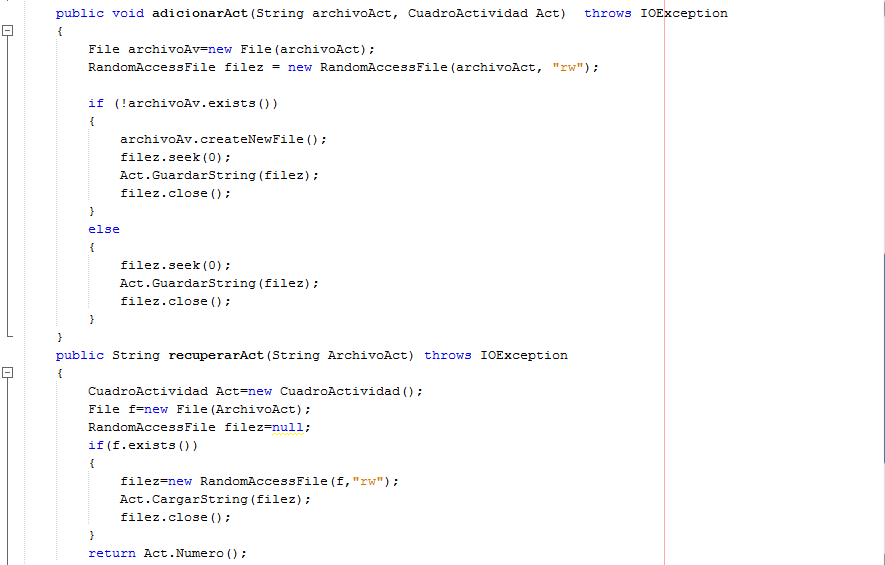 public void adicionarAct(String archivoAct, CuadroActividad Act)  throws IOException
{
File archivoAv=new File(archivoAct);
RandomAccessFile filez = new RandomAccessFile(archivoAct, "rw");
if (!archivoAv.exists())
{
archivoAv.createNewFile();
filez.seek(0);
Act.GuardarString(filez);
filez.close();
}
else
{
filez.seek(0);
Act.GuardarString(filez);
filez.close();
}
}
public String recuperarAct(String ArchivoAct) throws IOException
{
CuadroActividad Act=new CuadroActividad();
File f=new File(ArchivoAct);
RandomAccessFile filez=null;
if(f.exists())
{
filez=new RandomAccessFile(f,"rw");
Act.CargarString(filez);
filez.close();
}
return Act.Numero();